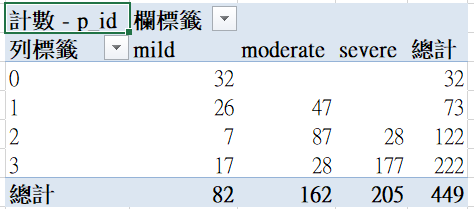 計數 - p_id 欄標籤
列標籤 mild moderate severe 總計
0 32 32
1 26 47 73
2 7 87 28 122
3 17 28 177 222
總計 82 162 205 449